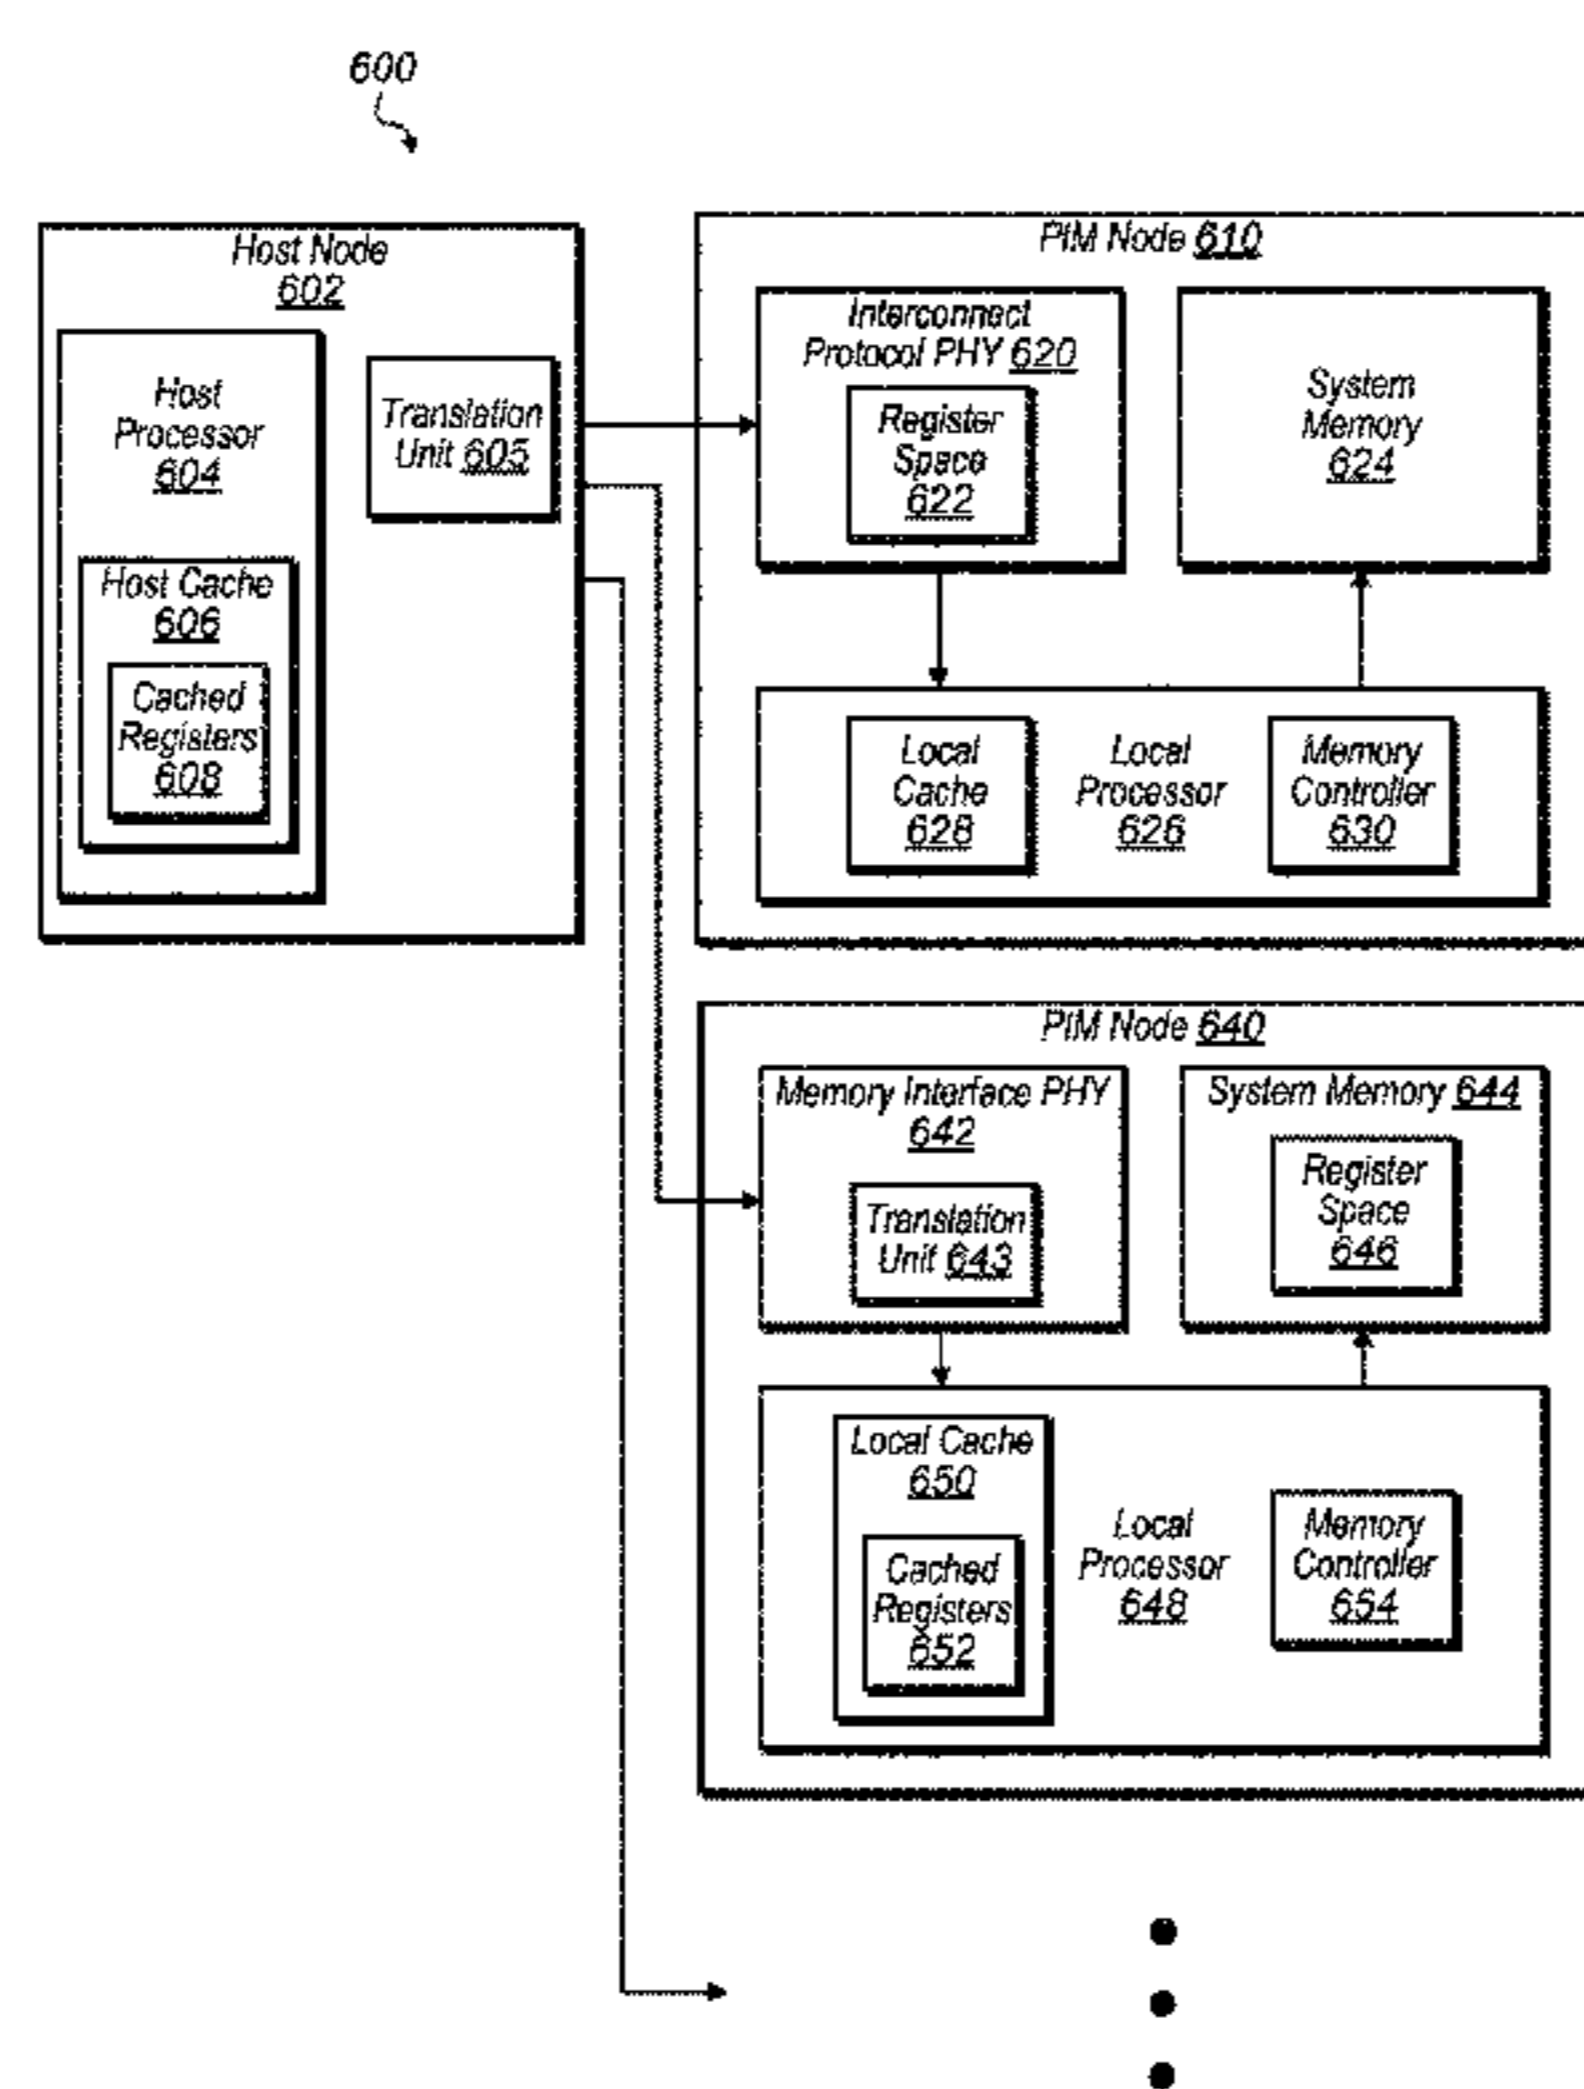 600
Host Node
602
Host
Processor
604
Translation
Unit 605
Host Cache
606
Cached
Registers
608
PIM Node 610
Interconnect
Protocol PHY 620
Register
Space
622
System
Memory
624
Local
Cache
628
Local
Processor
626
Memory
Controller
630
PIM Node 640
Memory Interface PHY
642
Translation
Unit 643
System Memory 644
Register
Space
646
Local Cache
650
Cached
Registers
652
Local
Processor
648
Memory
Controller
654